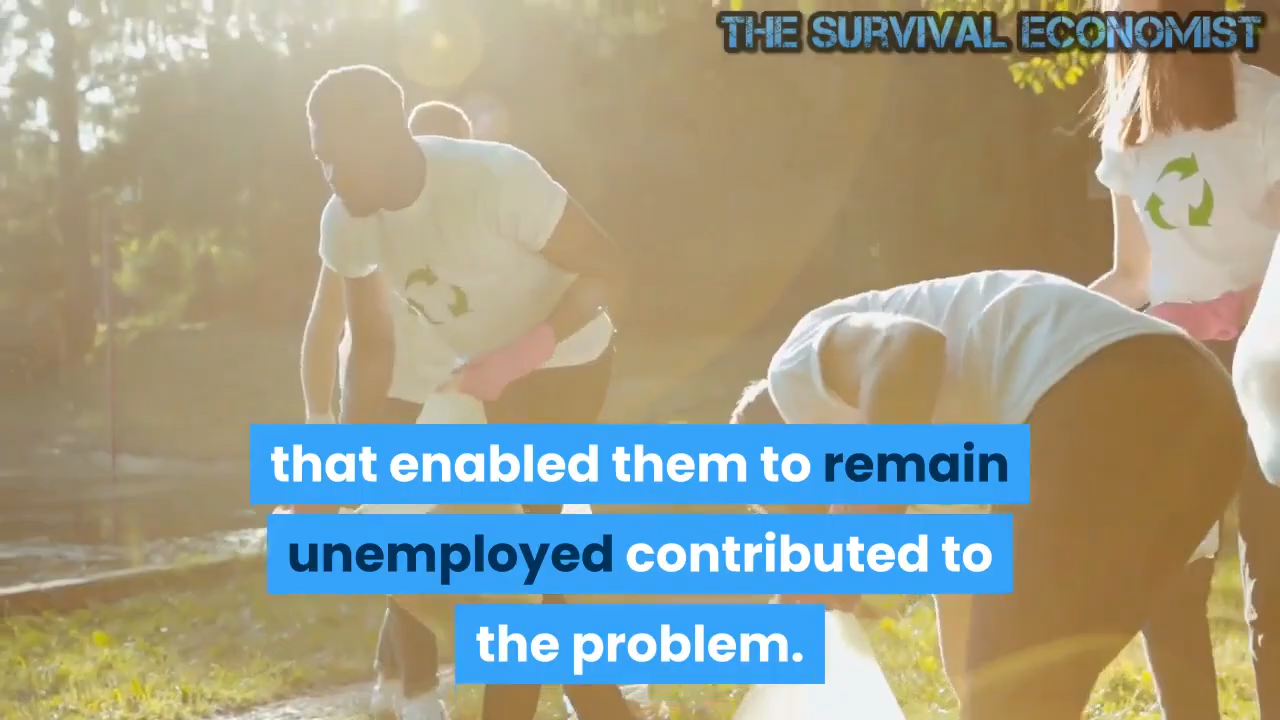 THE SURVIVAL ECONOMIST
that enabled them to remain
unemployed contributed to
the problem.